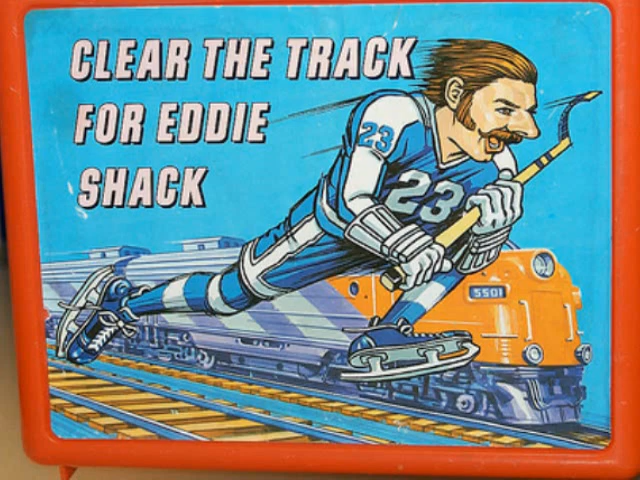 CLEAR THE TRACK
FOR EDDIE
SHACK
23
23
5501